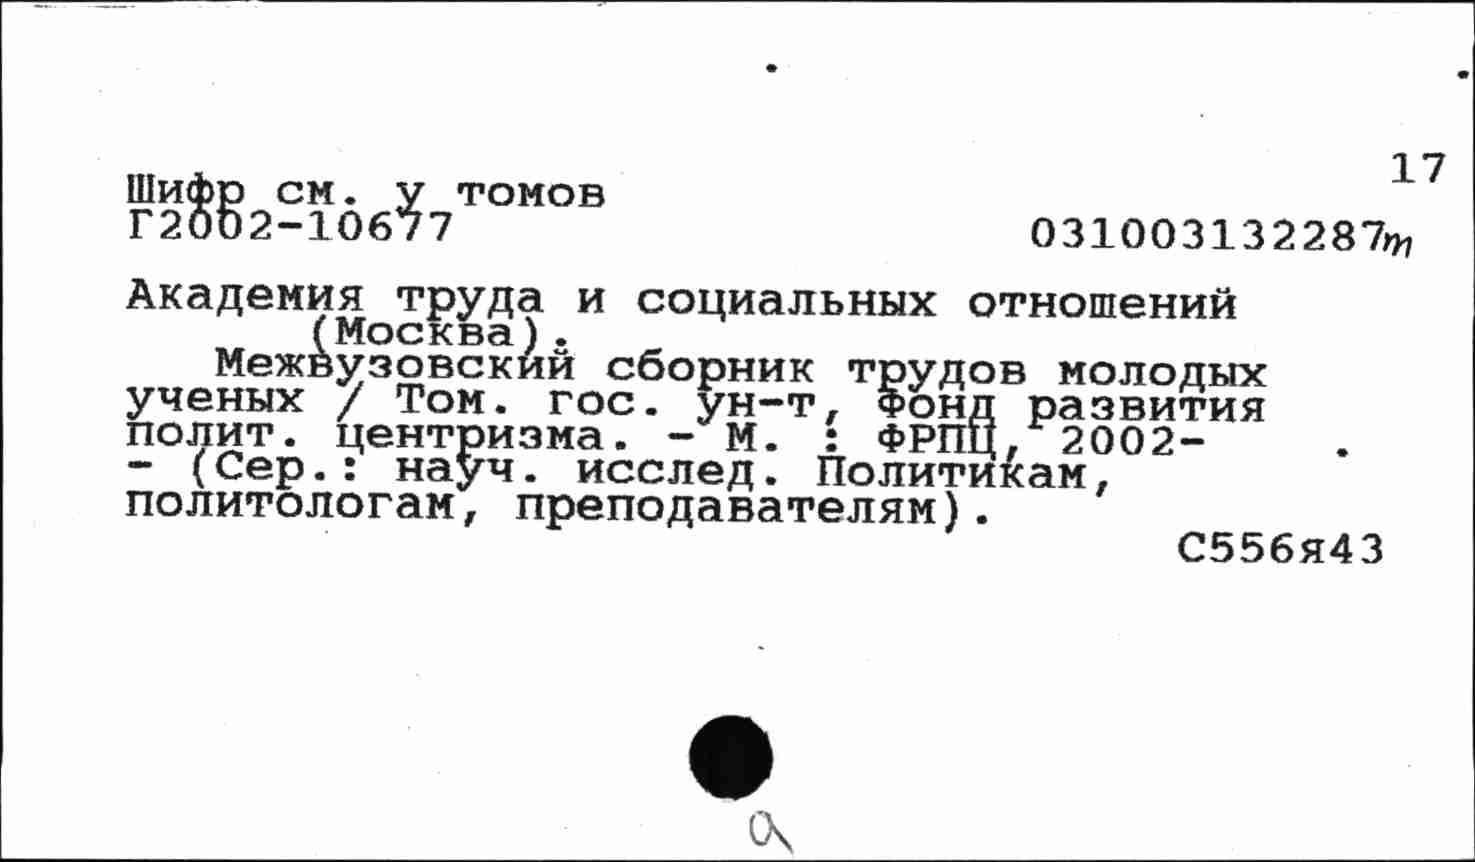 17
Шифр см. у томов
Г2002-10677 031003132287m
Академия труда и социальных отношений
(Москва).
Межвузовский сборник трудов молодых
ученых / Том. гос. ун-т, Фонд развития
полит. центризма. - М. : ФРПЦ, 2002- .
- (Сер.: науч. исслед. Политикам,
политологам, преподавателям).
С556я43
а